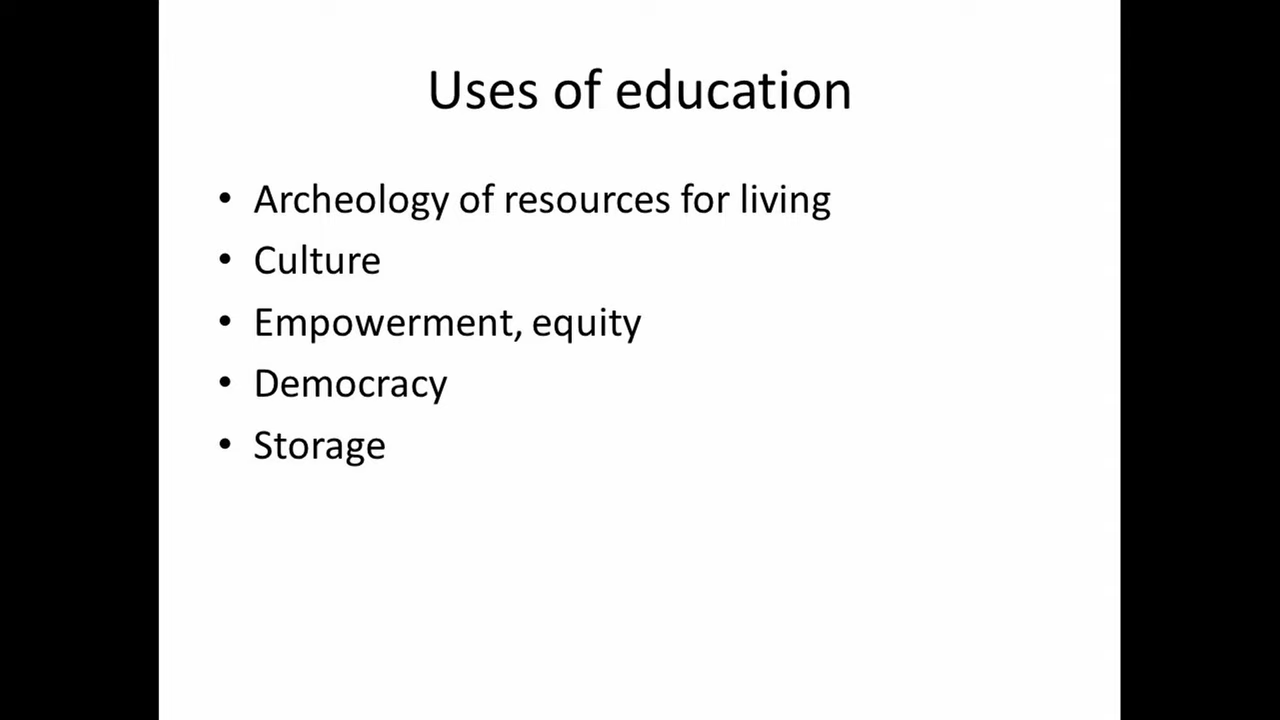 Uses of education
• Archeology of resources for living
• Culture
• Empowerment, equity
• Democracy
• Storage